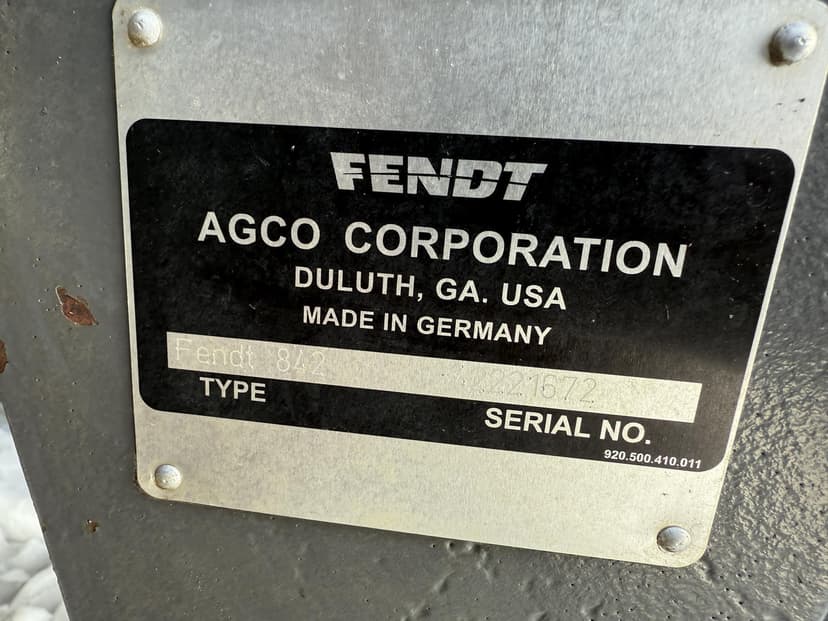 FENDT
AGCO CORPORATION
DULUTH, GA. USA
MADE IN GERMANY
Fendt 842
TYPE
SERIAL NO.
920.500.410.011